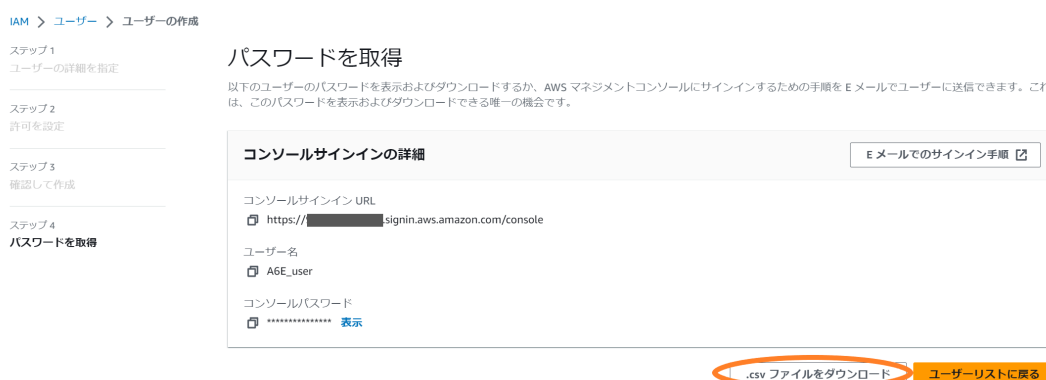 IAM > ユーザー > ユーザーの作成
ステップ 1
ユーザーの詳細を指定
ステップ 2
許可を設定
ステップ 3
確認して作成
ステップ 4
パスワードを取得
パスワードを取得
以下のユーザーのパスワードを表示およびダウンロードするか、AWS マネジメントコンソールにサインインするための手順を E メールでユーザーに送信できます。これ
は、このパスワードを表示およびダウンロードできる唯一の機会です。
コンソールサインインの詳細
E メールでのサインイン手順
コンソールサインイン URL
https://.signin.aws.amazon.com/console
ユーザー名
A6E_user
コンソールパスワード
*************** 表示
.csv ファイルをダウンロード
ユーザーリストに戻る